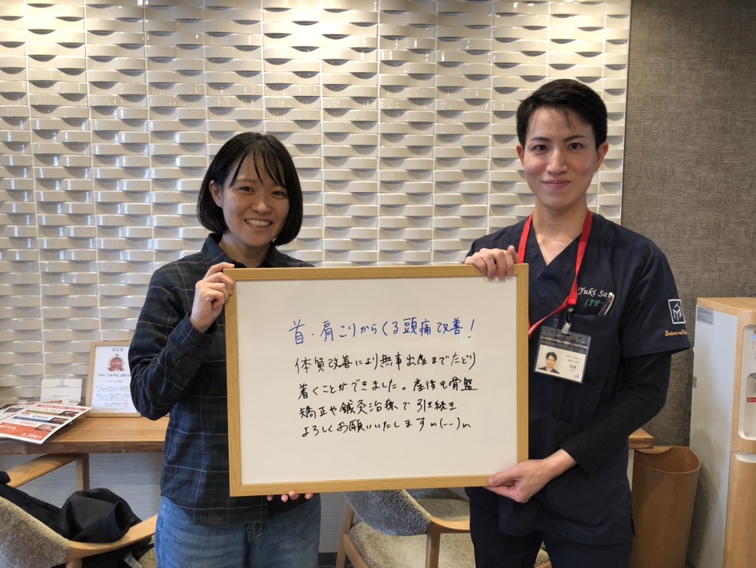 首・肩こりからくる頭痛改善!
体質改善により無事出産までたどり
着くことができました。産後も骨盤
矯正や鍼灸治療で引き続き
よろしくお願いいたしますm(--)m
Yuki Sa